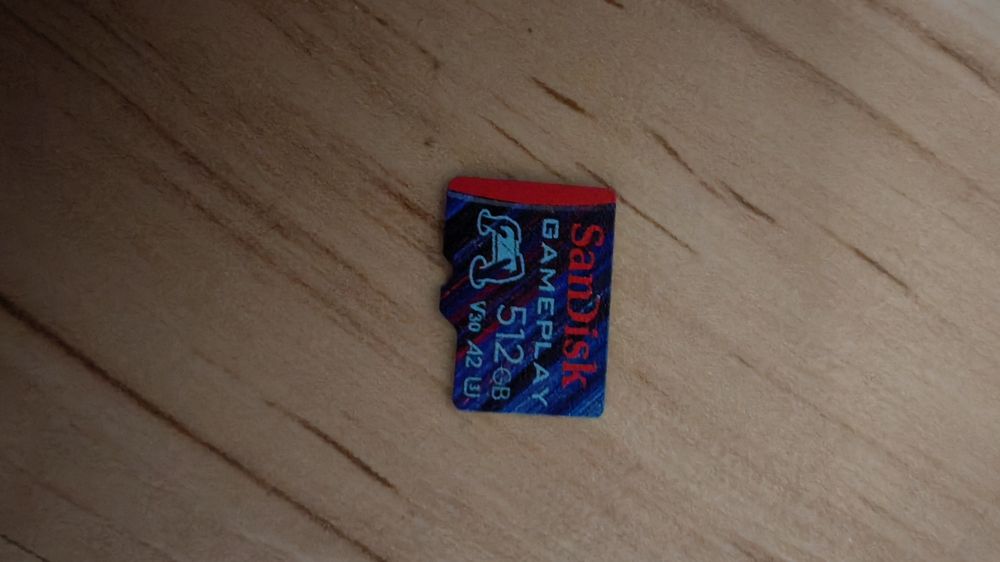 SanDisk
GAMEPLAY
512GB
V30 A2 U3